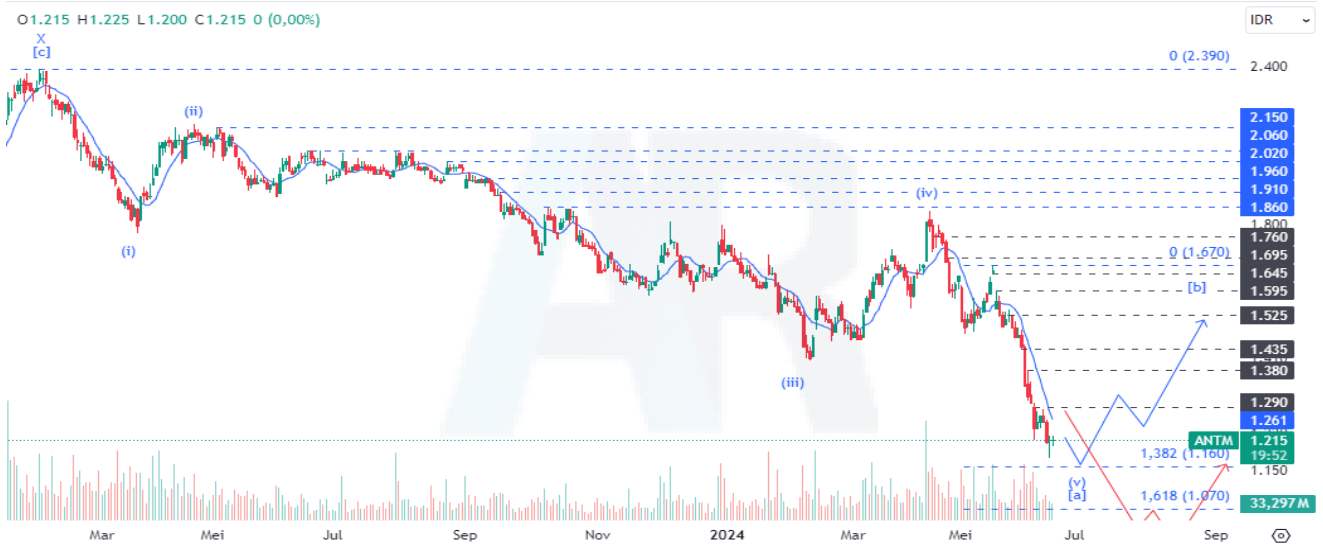 O1.215 H1.225 L1.200 C1.215 0 (0,00%)
IDR
X
[c]
0 (2.390)
2.400
(ii)
2.150
2.060
2.020
1.960
1.910
1.860
(iv)
1.800
1.760
(i)
0 (1.670)
1.695
1.645
[b]
1.595
1.525
1.435
(iii)
1.380
1.290
1.261
ANTM
1.215
19:52
1,382 (1.160)
1.150
(v)
[a]
1,618 (1.070)
33,297M
Mar
Mei
Jul
Sep
Nov
2024
Mar
Mei
Jul
Sep
AR